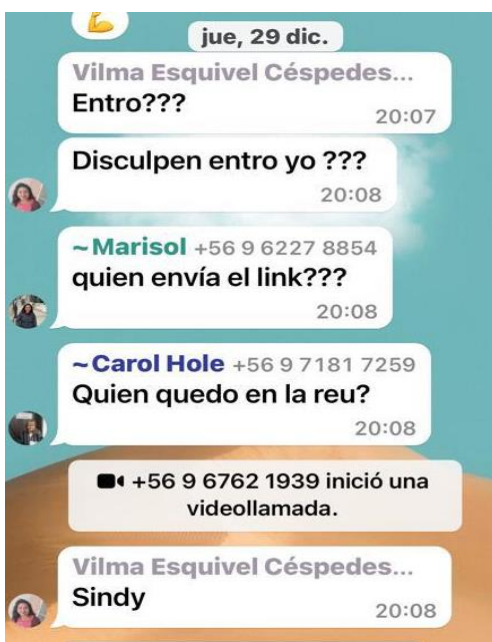 jue, 29 dic.
Vilma Esquivel Céspedes...
Entro???
20:07
Disculpen entro yo ???
20:08
~Marisol +56 9 6227 8854
quien envía el link???
20:08
~Carol Hole +56 9 7181 7259
Quien quedo en la reu?
20:08
+56 9 6762 1939 inició una
videollamada.
Vilma Esquivel Céspedes...
Sindy
20:08